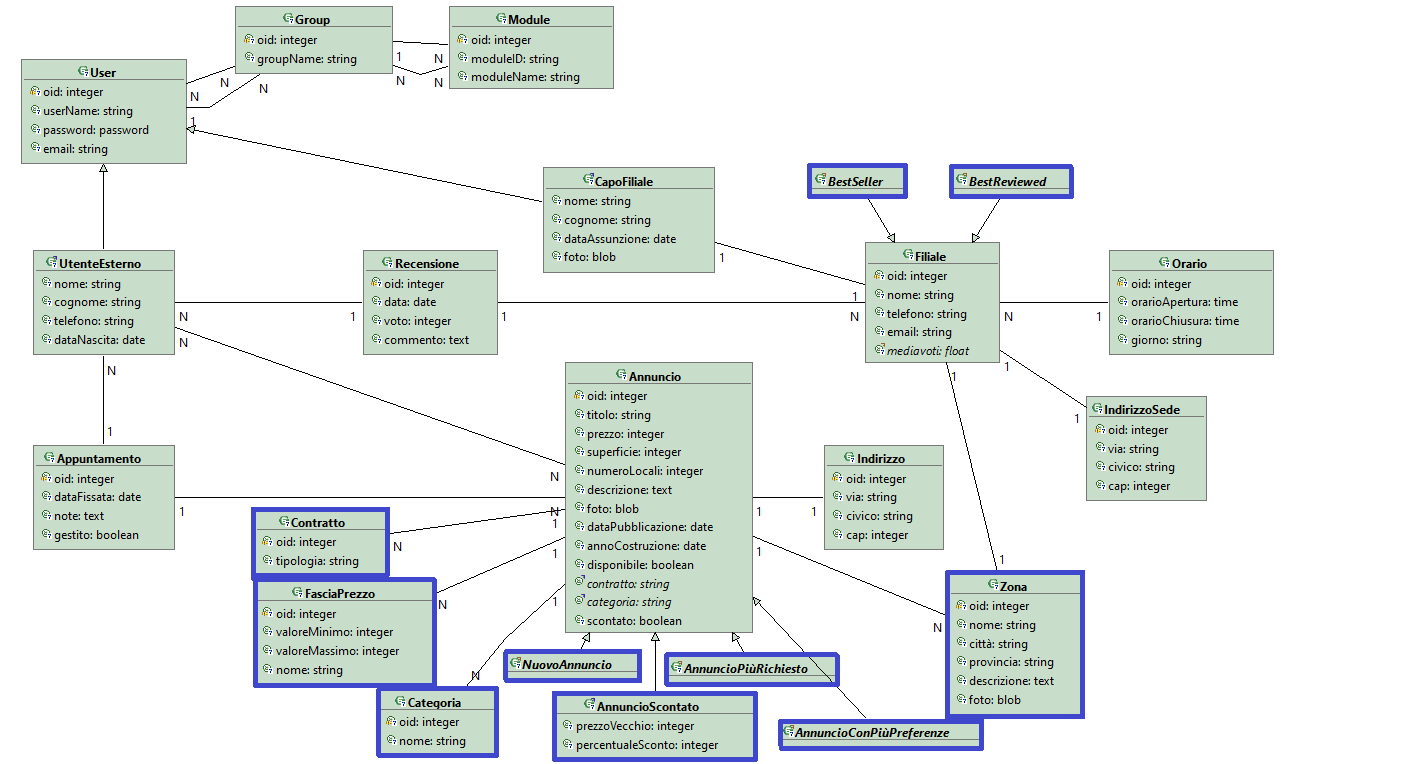 Group
oid: integer
groupName: string
Module
oid: integer
moduleID: string
moduleName: string
1
N
N
N
User
oid: integer
userName: string
password: password
email: string
N
N
N
1
CapoFiliale
nome: string
cognome: string
dataAssunzione: date
foto: blob
1
1
BestSeller
BestReviewed
Filiale
oid: integer
nome: string
telefono: string
email: string
mediavoti: float
Orario
oid: integer
orarioApertura: time
orarioChiusura: time
giorno: string
N
1
UtenteEsterno
nome: string
cognome: string
telefono: string
dataNascita: date
N
1
Recensione
oid: integer
data: date
voto: integer
commento: text
1
N
N
N
N
1
1
1
IndirizzoSede
oid: integer
via: string
civico: string
cap: integer
1
1
Annuncio
oid: integer
titolo: string
prezzo: integer
superficie: integer
numeroLocali: integer
descrizione: text
foto: blob
dataPubblicazione: date
annoCostruzione: date
disponibile: boolean
contratto: string
categoria: string
scontato: boolean
Appuntamento
oid: integer
dataFissata: date
note: text
gestito: boolean
1
N
Indirizzo
oid: integer
via: string
civico: string
cap: integer
1
1
Contratto
oid: integer
tipologia: string
N
1
FasciaPrezzo
oid: integer
valoreMinimo: integer
valoreMassimo: integer
nome: string
N
1
Categoria
oid: integer
nome: string
N
1
Zona
oid: integer
nome: string
città: string
provincia: string
descrizione: text
foto: blob
1
N
NuovoAnnuncio
AnnuncioPiùRichiesto
AnnuncioScontato
prezzoVecchio: integer
percentualeSconto: integer
AnnuncioConPiùPreferenze